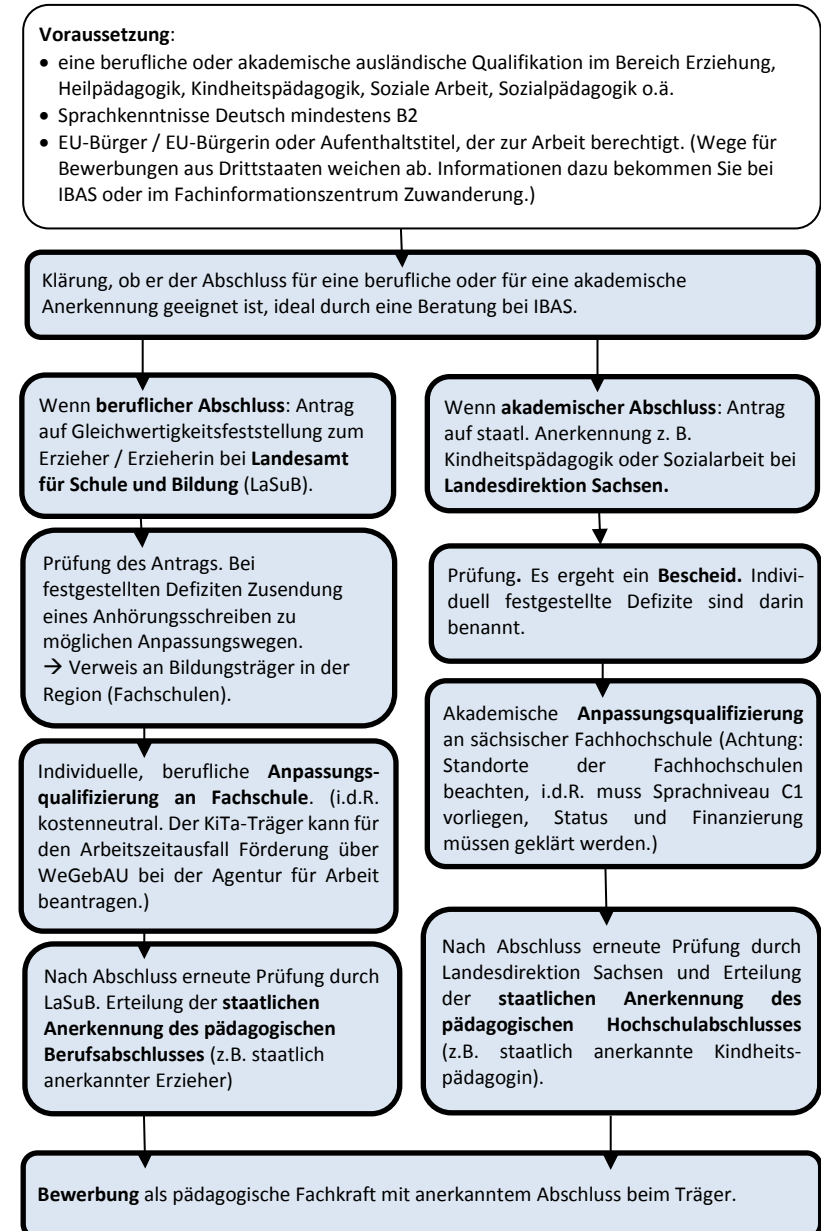 Voraussetzung:
• eine berufliche oder akademische ausländische Qualifikation im Bereich Erziehung,
Heilpädagogik, Kindheitspädagogik, Soziale Arbeit, Sozialpädagogik o.ä.
• Sprachkenntnisse Deutsch mindestens B2
• EU-Bürger / EU-Bürgerin oder Aufenthaltstitel, der zur Arbeit berechtigt. (Wege für
Bewerbungen aus Drittstaaten weichen ab. Informationen dazu bekommen Sie bei
IBAS oder im Fachinformationszentrum Zuwanderung.)
Klärung, ob er der Abschluss für eine berufliche oder für eine akademische
Anerkennung geeignet ist, ideal durch eine Beratung bei IBAS.
Wenn beruflicher Abschluss: Antrag
auf Gleichwertigkeitsfeststellung zum
Erzieher / Erzieherin bei Landesamt
für Schule und Bildung (LaSuB).
Prüfung des Antrags. Bei
festgestellten Defiziten Zusendung
eines Anhörungsschreiben zu
möglichen Anpassungswegen.
→ Verweis an Bildungsträger in der
Region (Fachschulen).
Individuelle, berufliche Anpassungs-
qualifizierung an Fachschule. (i.d.R.
kostenneutral. Der KiTa-Träger kann für
den Arbeitszeitausfall Förderung über
WeGebAU bei der Agentur für Arbeit
beantragen.)
Nach Abschluss erneute Prüfung durch
LaSuB. Erteilung der staatlichen
Anerkennung des pädagogischen
Berufsabschlusses (z.B. staatlich
anerkannter Erzieher)
Wenn akademischer Abschluss: Antrag
auf staatl. Anerkennung z. B.
Kindheitspädagogik oder Sozialarbeit bei
Landesdirektion Sachsen.
Prüfung. Es ergeht ein Bescheid. Indivi-
duell festgestellte Defizite sind darin
benannt.
Akademische Anpassungsqualifizierung
an sächsischer Fachhochschule (Achtung:
Standorte der Fachhochschulen
beachten, i.d.R. muss Sprachniveau C1
vorliegen, Status und Finanzierung
müssen geklärt werden.)
Nach Abschluss erneute Prüfung durch
Landesdirektion Sachsen und Erteilung
der staatlichen Anerkennung des
pädagogischen Hochschulabschlusses
(z.B. staatlich anerkannte Kindheits-
pädagogin).
Bewerbung als pädagogische Fachkraft mit anerkanntem Abschluss beim Träger.